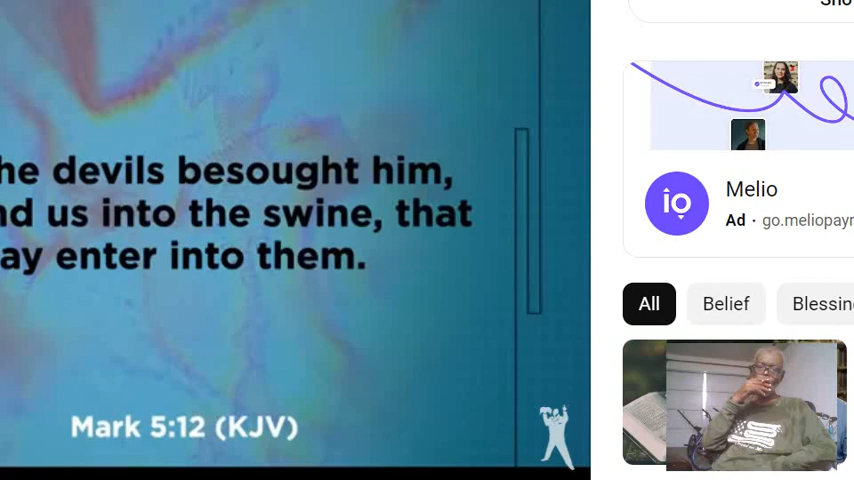 he devils besought him,
nd us into the swine, that
ay enter into them.
Mark 5:12 (KJV)
Melio
Ad · go.meliopayn
All
Belief
Blessin